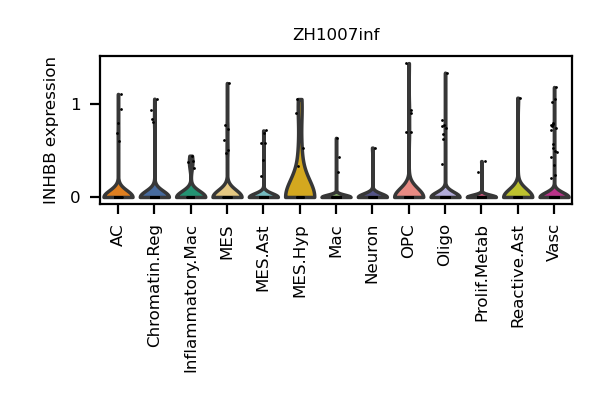 ZH1007inf
INHBB expression
1
0
AC
Chromatin.Reg
Inflammatory.Mac
MES
MES.Ast
MES.Hyp
Mac
Neuron
OPC
Oligo
Prolif.Metab
Reactive.Ast
Vasc